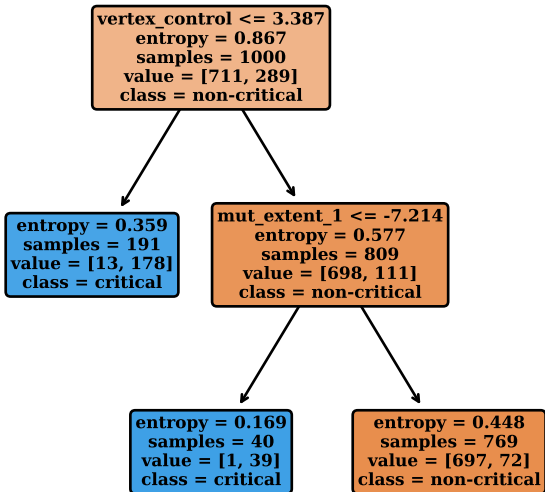 vertex_control <= 3.387
entropy = 0.867
samples = 1000
value = [711, 289]
class = non-critical
entropy = 0.359
samples = 191
value = [13, 178]
class = critical
mut_extent_1 <= -7.214
entropy = 0.577
samples = 809
value = [698, 111]
class = non-critical
entropy = 0.169
samples = 40
value = [1, 39]
class = critical
entropy = 0.448
samples = 769
value = [697, 72]
class = non-critical